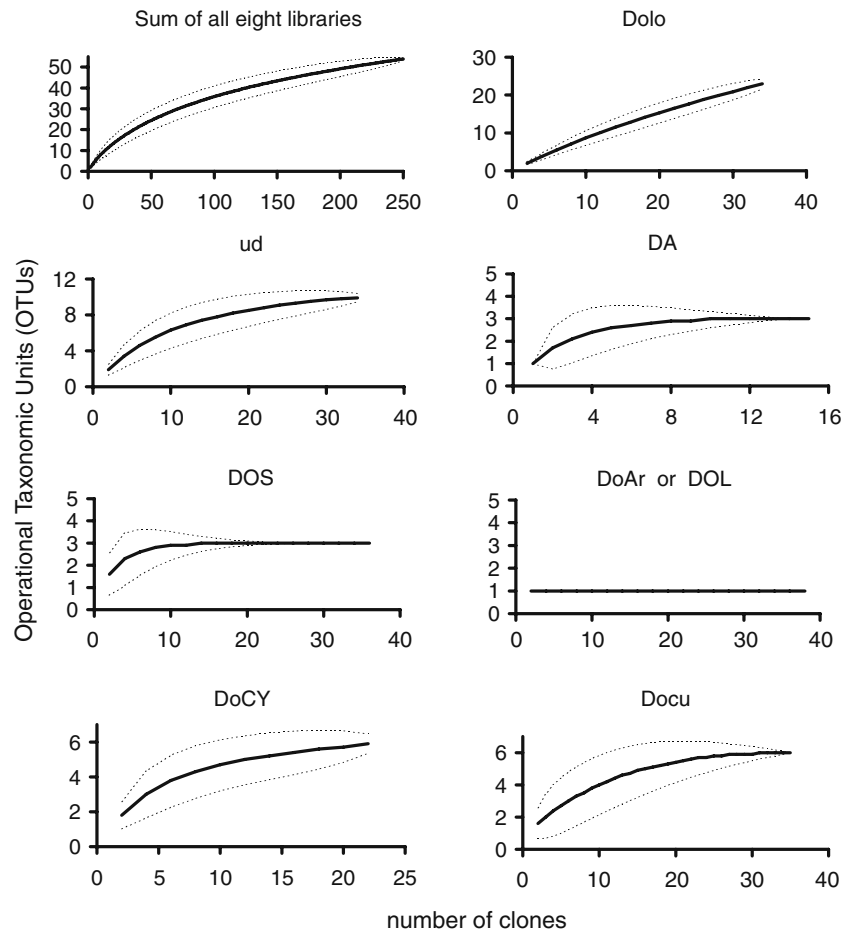 Sum of all eight libraries
Dolo
50
40
30
20
10
0
0 50 100 150 200 250
30
20
10
0
0 10 20 30 40
Operational Taxonomic Units (OTUs)
ud
DA
12
8
4
0
0 10 20 30 40
5
4
3
2
1
0
0 4 8 12 16
DOS
DoAr or DOL
5
4
3
2
1
0
0 10 20 30 40
5
4
3
2
1
0
0 10 20 30 40
DoCY
Docu
6
4
2
0
0 5 10 15 20 25
6
4
2
0
0 10 20 30 40
number of clones